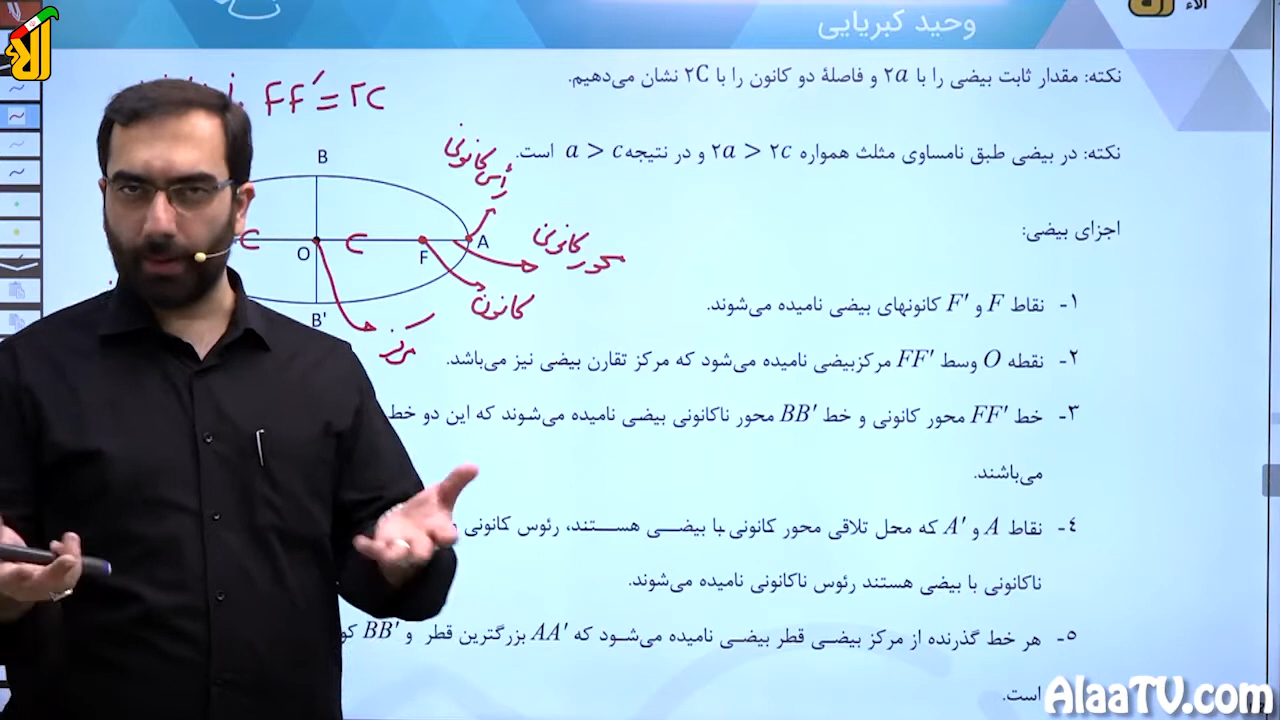 وحید کبریایی
آلاء
نکته: مقدار ثابت بیضی را با ۲a و فاصلهٔ دو کانون را با ۲C نشان می‌دهیم.
FF′ = ۲C
نکته: در بیضی طبق نامساوی مثلث همواره ۲a > ۲c و در نتیجه a > c است.
رأس کانونی
B
اجزای بیضی:
محور کانونی
C
O
C
F
A
کانون
B'
مرکز
۱- نقاط F و F′ کانونهای بیضی نامیده می‌شوند.
۲- نقطه O وسط FF′ مرکزبیضی نامیده می‌شود که مرکز تقارن بیضی نیز می‌باشد.
۳- خط FF′ محور کانونی و خط BB′ محور ناکانونی بیضی نامیده می‌شوند که این دو خط
می‌باشند.
٤- نقاط A و A′ که محل تلاقی محور کانونی با بیضی هستند، رئوس کانونی و
ناکانونی با بیضی هستند رئوس ناکانونی نامیده می‌شوند.
٥- هر خط گذرنده از مرکز بیضی قطر بیضی نامیده می‌شود که AA′ بزرگترین قطر و BB′
است.
AlaaTV.com